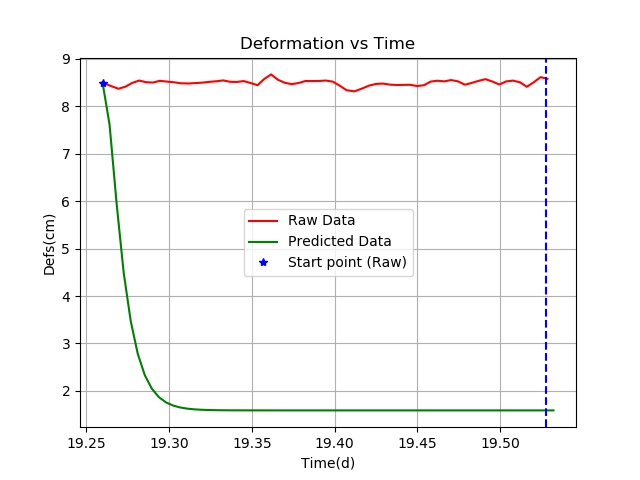 Deformation vs Time
Defs(cm)
9
8
7
6
5
4
3
2
Raw Data
Predicted Data
Start point (Raw)
19.25 19.30 19.35 19.40 19.45 19.50
Time(d)